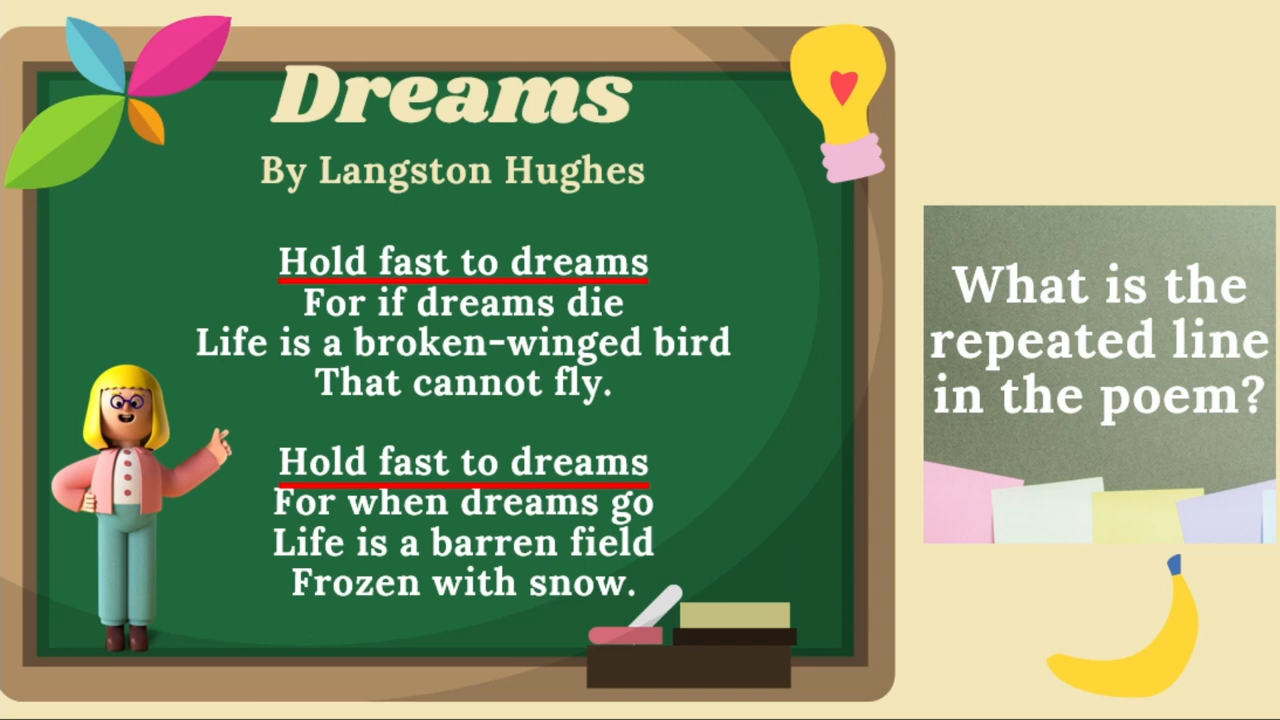 Dreams
By Langston Hughes
Hold fast to dreams
For if dreams die
Life is a broken-winged bird
That cannot fly.
Hold fast to dreams
For when dreams go
Life is a barren field
Frozen with snow.
What is the
repeated line
in the poem?